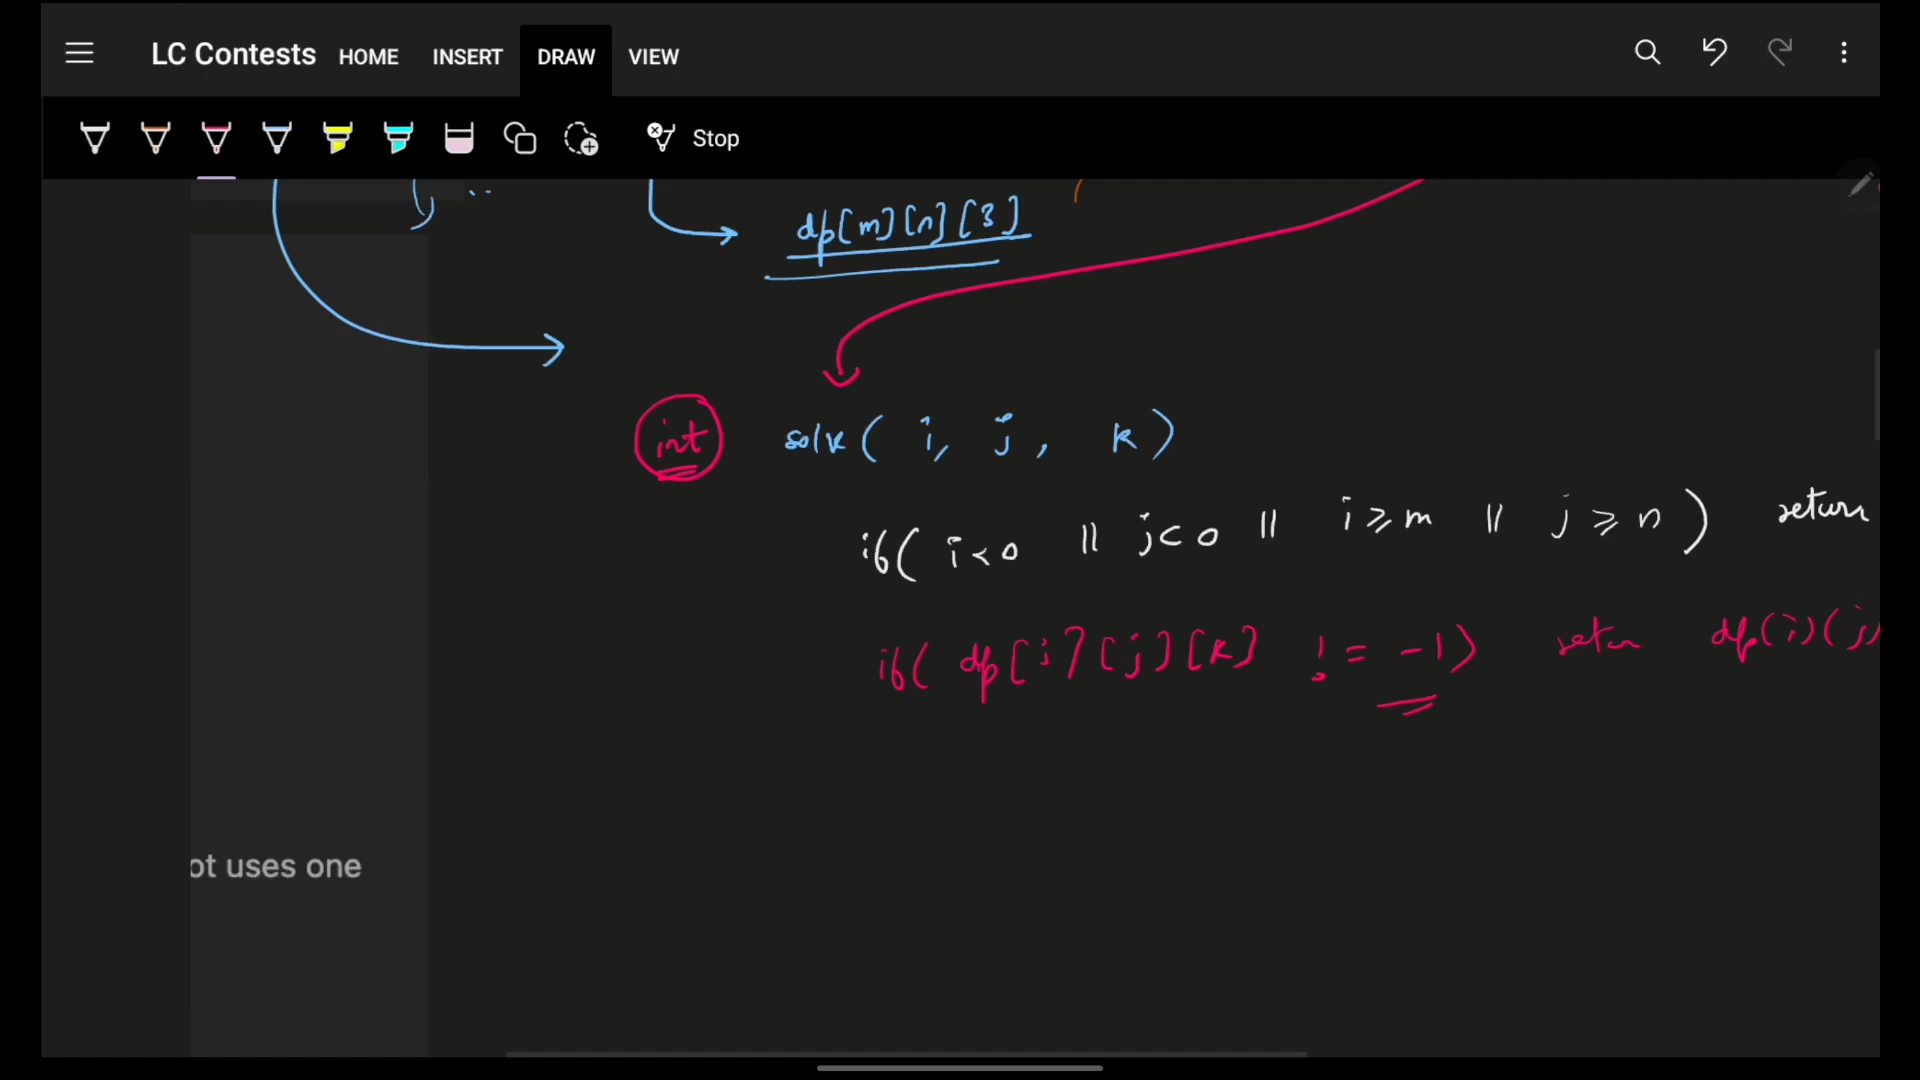 LC Contests HOME INSERT DRAW VIEW
Stop
dp[m][n][3]
int solve( i, j, k)
if( i<0 || j<0 || i≥m || j≥n ) return
if( dp[i][j][k] != -1) return dp(i)(j)
ot uses one